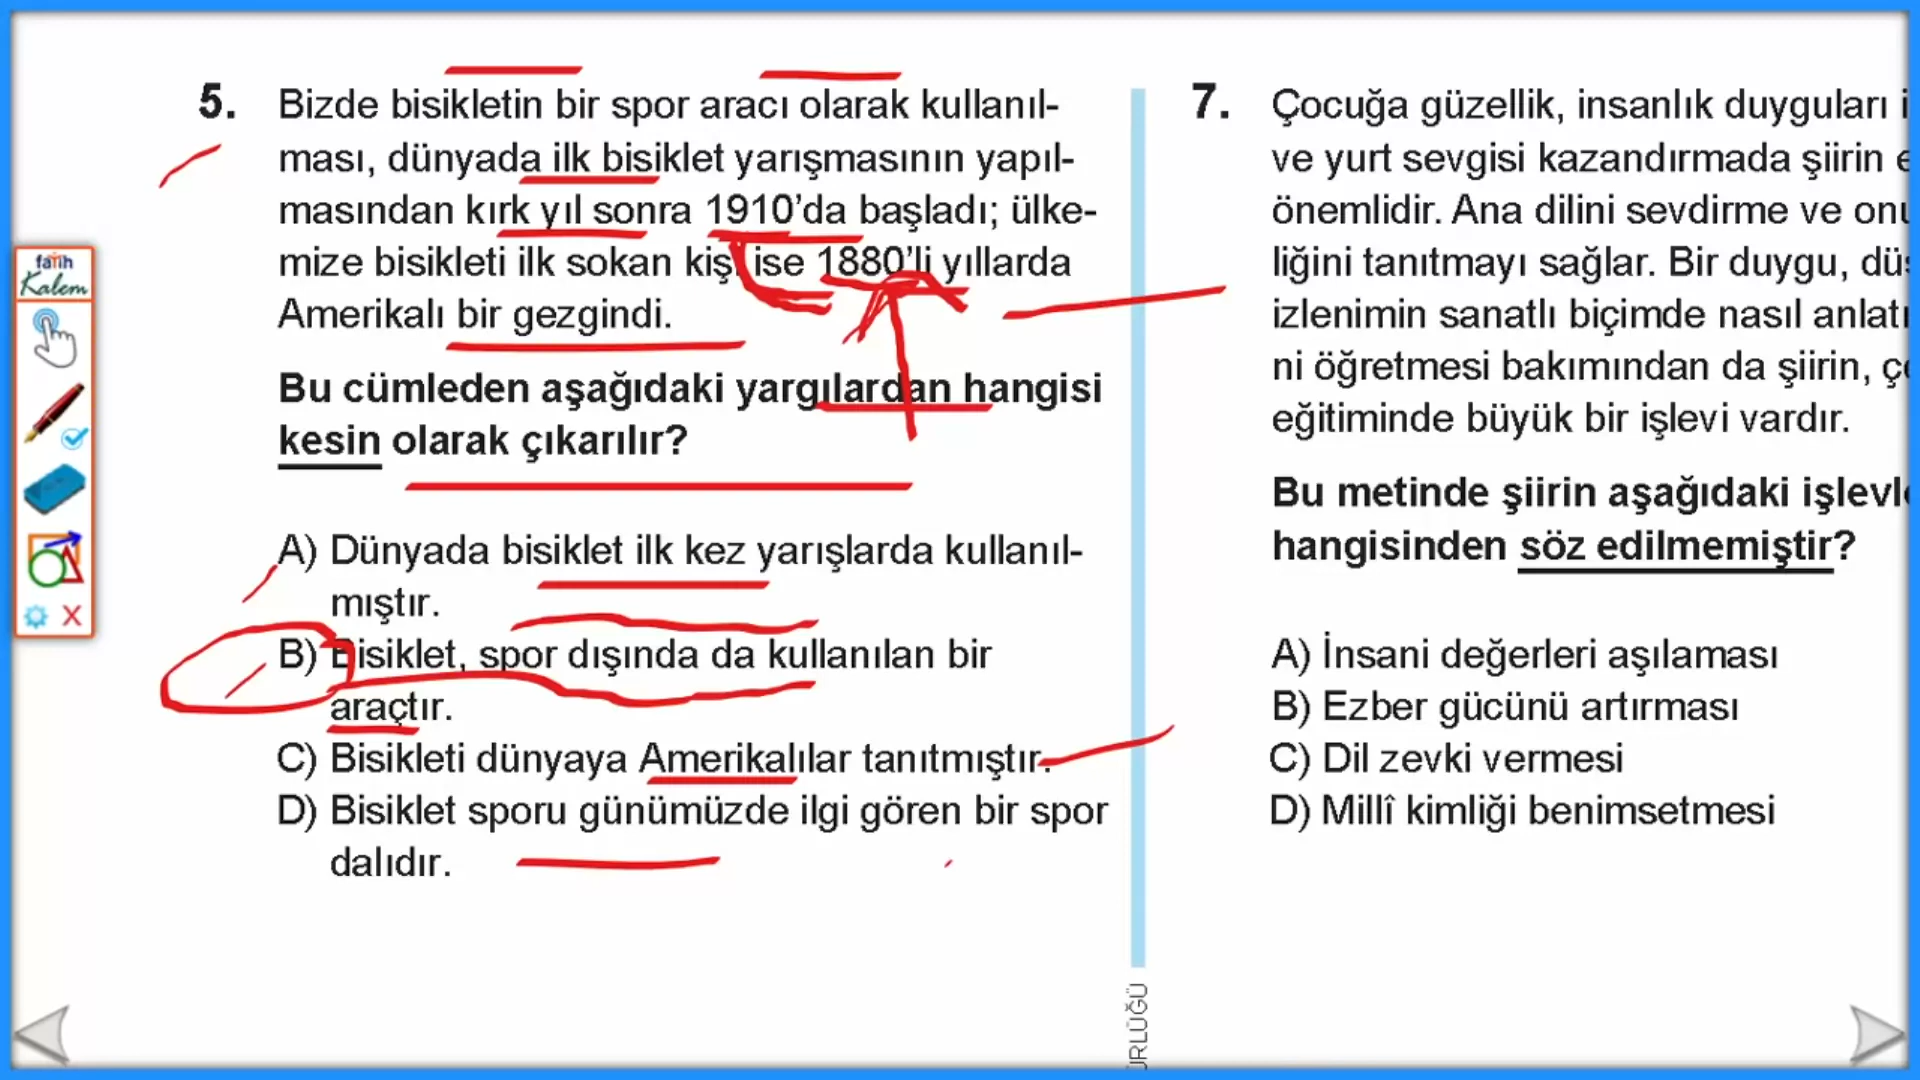 fatih
Kalem
5. Bizde bisikletin bir spor aracı olarak kullanıl-
ması, dünyada ilk bisiklet yarışmasının yapıl-
masından kırk yıl sonra 1910'da başladı; ülke-
mize bisikleti ilk sokan kişi ise 1880'li yıllarda
Amerikalı bir gezgindi.
Bu cümleden aşağıdaki yargılardan hangisi
kesin olarak çıkarılır?
A) Dünyada bisiklet ilk kez yarışlarda kullanıl-
mıştır.
B) Bisiklet, spor dışında da kullanılan bir
araçtır.
C) Bisikleti dünyaya Amerikalılar tanıtmıştır.
D) Bisiklet sporu günümüzde ilgi gören bir spor
dalıdır.
7. Çocuğa güzellik, insanlık duyguları
ve yurt sevgisi kazandırmada şiirin
önemlidir. Ana dilini sevdirme ve
liğini tanıtmayı sağlar. Bir duygu,
izlenimin sanatlı biçimde nasıl
ni öğretmesi bakımından da şiirin,
eğitiminde büyük bir işlevi vardır.
Bu metinde şiirin aşağıdaki
hangisinden söz edilmemiştir?
A) İnsani değerleri aşılaması
B) Ezber gücünü artırması
C) Dil zevki vermesi
D) Millî kimliği benimsetmesi